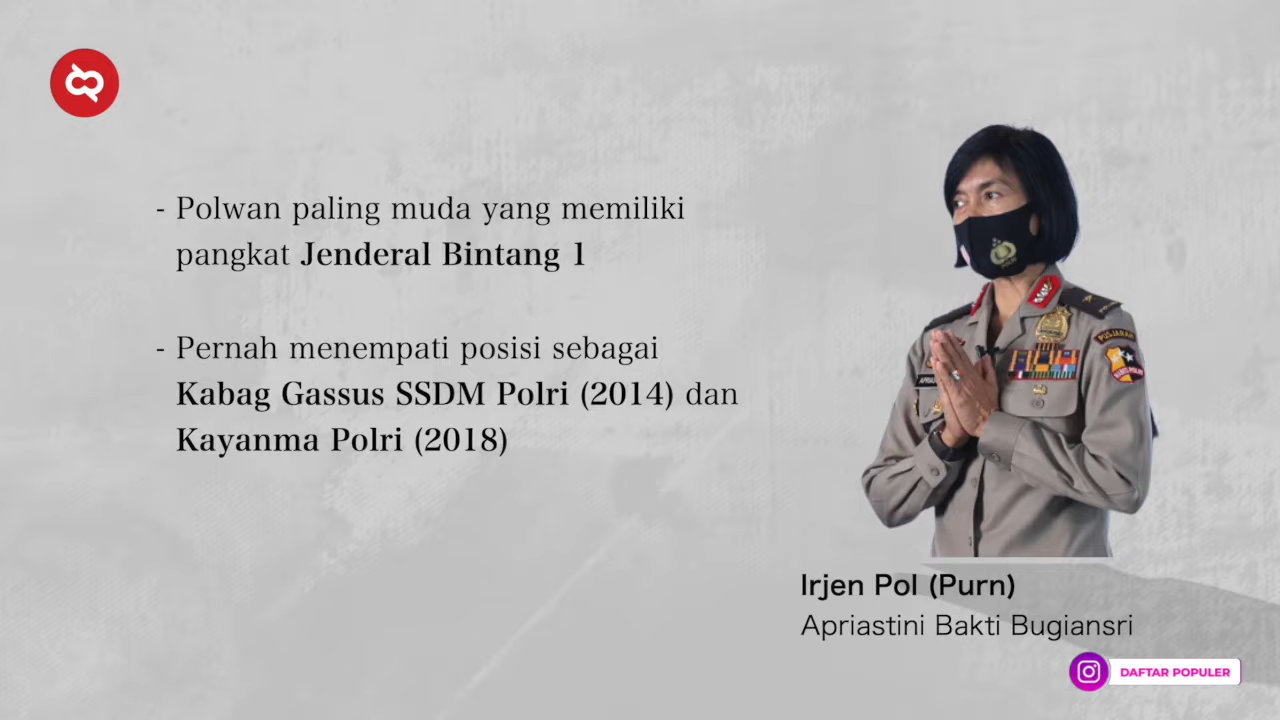 - Polwan paling muda yang memiliki
pangkat Jenderal Bintang 1
- Pernah menempati posisi sebagai
Kabag Gassus SSDM Polri (2014) dan
Kayanma Polri (2018)
PUSJARAH
Irjen Pol (Purn)
Apriastini Bakti Bugiansri
DAFTAR POPULER